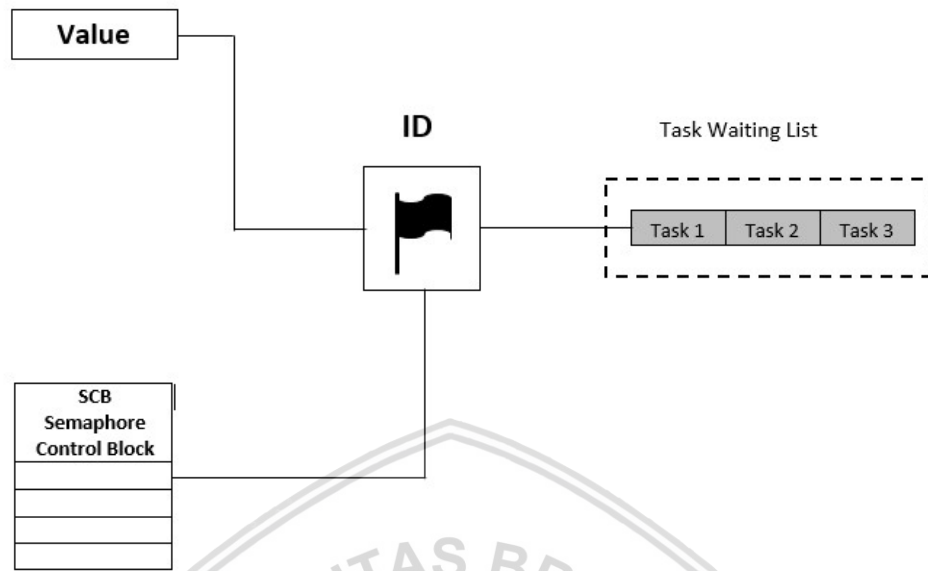 Value
ID
Task Waiting List
Task 1 Task 2 Task 3
SCB
Semaphore
Control Block